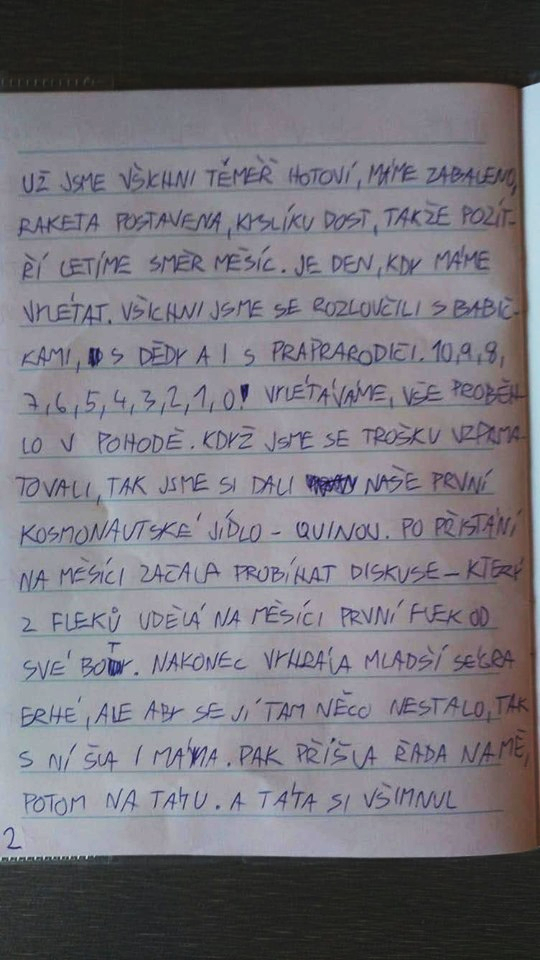 UŽ JSME VŠICHNI TÉMĚŘ HOTOVÍ, MÁME ZABALENO,
RAKETA POSTAVENA, KYSLÍKU DOST, TAKŽE POZÍT-
ŘÍ LETÍME SMĚR MĚSÍC. JE DEN, KDY MÁME
VYLÉTAT. VŠICHNI JSME SE ROZLOUČILI S BABIČ-
KAMI, S DĚDY A I S PRAPRARODIČI. 10, 9, 8,
7, 6, 5, 4, 3, 2, 1, 0! VYLÉTÁVÁME, VŠE PROBĚH-
LO V POHODĚ. KDYŽ JSME SE TROŠKU VZPAMA-
TOVALI, TAK JSME SI DALI NAŠE PRVNÍ
KOSMONAUTSKÉ JÍDLO - QUINOU. PO PŘISTÁNÍ
NA MĚSÍCI ZAČALA PROBÍHAT DISKUSE - KTERÝ
Z FLEKŮ UDĚLÁ NA MĚSÍCI PRVNÍ FLEK OD
SVÉ BOTY. NAKONEC VYHRÁLA MLADŠÍ SÉGRA
ERHÉ, ALE ABY SE JÍ TAM NĚCO NESTALO, TAK
S NÍ ŠLA I MÁMA. PAK PŘIŠLA ŘADA NA MĚ,
POTOM NA TÁTU. A TÁTA SI VŠIMNUL
2